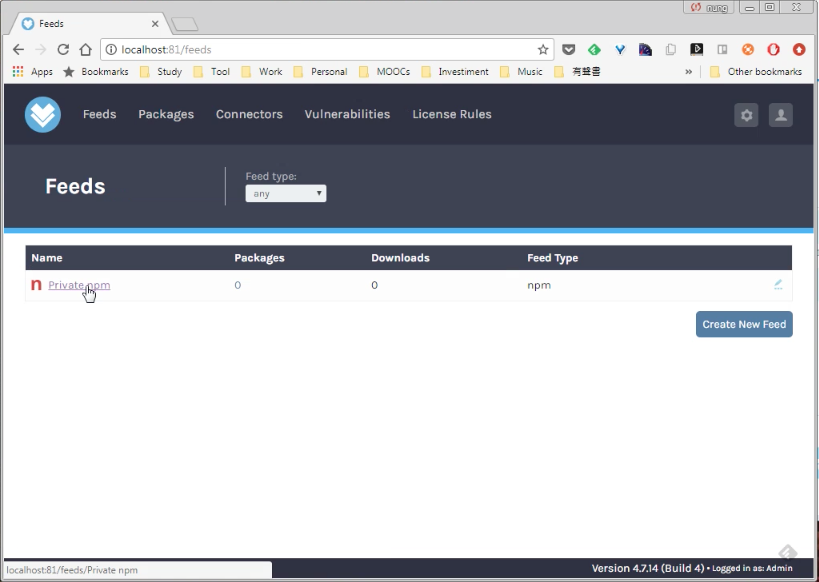 nung
Feeds
localhost:81/feeds
Apps Bookmarks Study Tool Work Personal MOOCs Investiment Music 有聲書 » Other bookmarks
Feeds Packages Connectors Vulnerabilities License Rules
Feeds
Feed type:
any
Name Packages Downloads Feed Type
n Private npm 0 0 npm
Create New Feed
localhost:81/feeds/Private npm
Version 4.7.14 (Build 4) • Logged in as: Admin